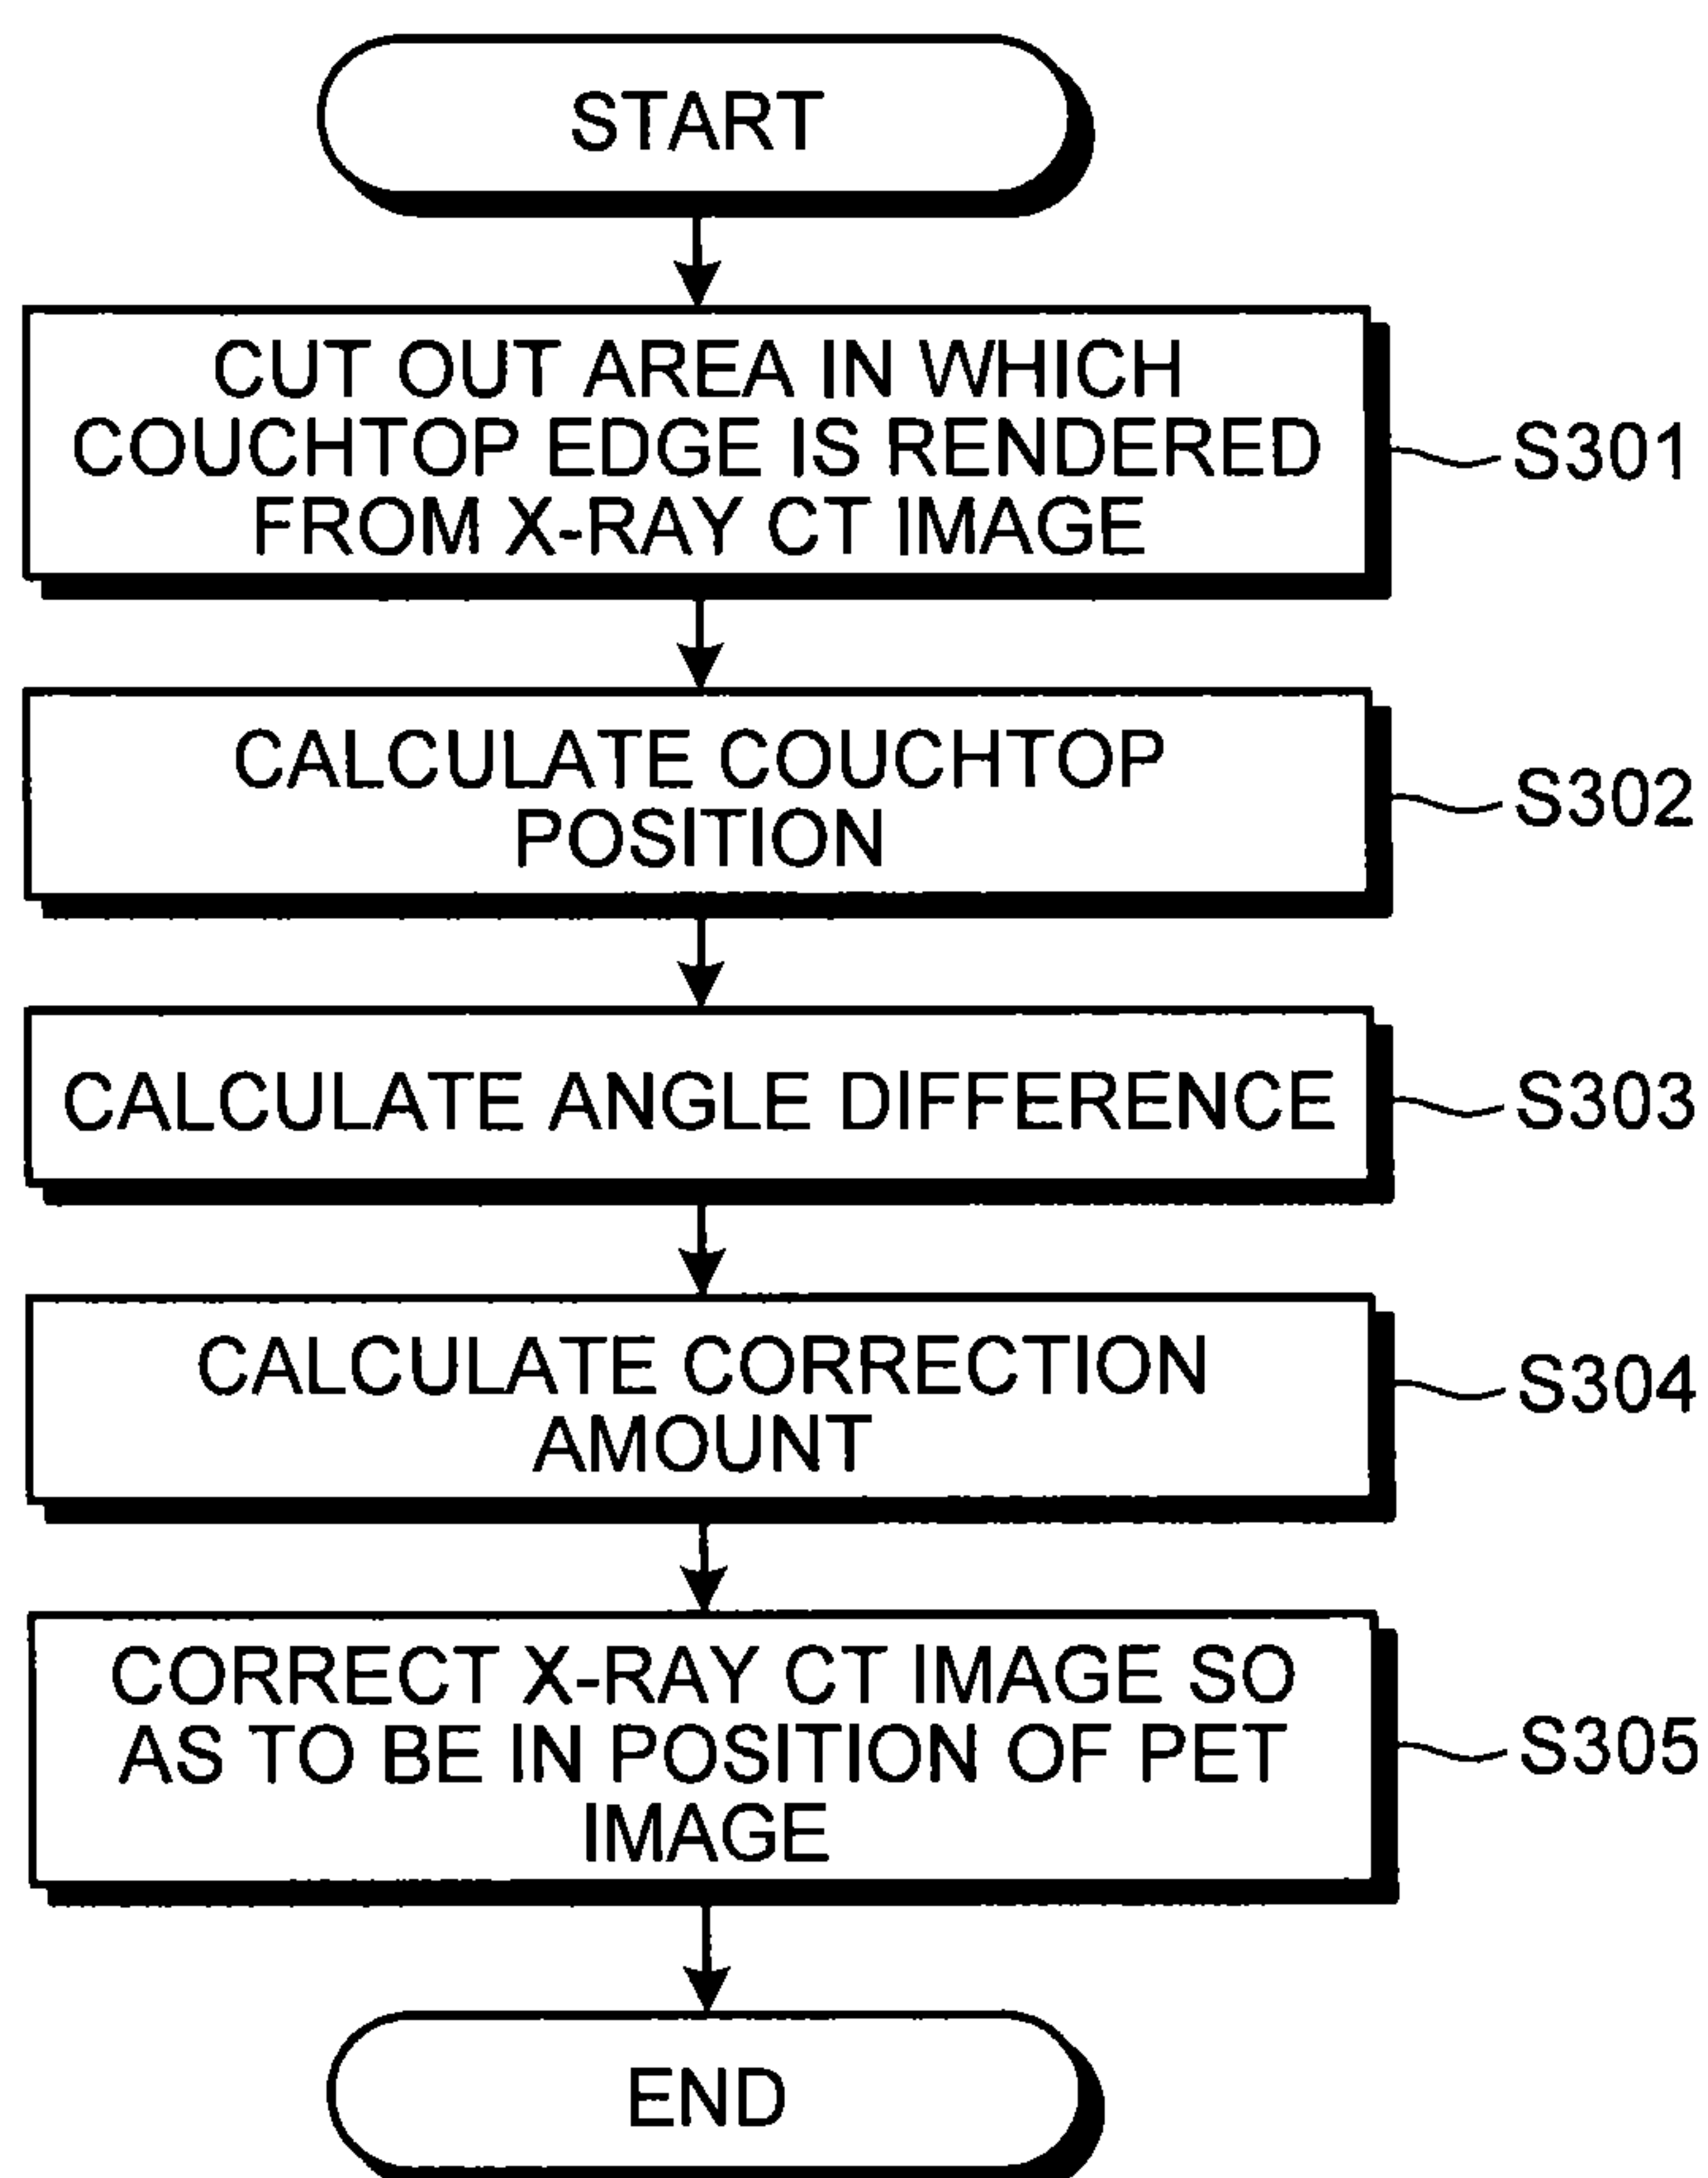 START
CUT OUT AREA IN WHICH
COUCHTOP EDGE IS RENDERED
FROM X-RAY CT IMAGE
S301
CALCULATE COUCHTOP
POSITION
S302
CALCULATE ANGLE DIFFERENCE
S303
CALCULATE CORRECTION
AMOUNT
S304
CORRECT X-RAY CT IMAGE SO
AS TO BE IN POSITION OF PET
IMAGE
S305
END